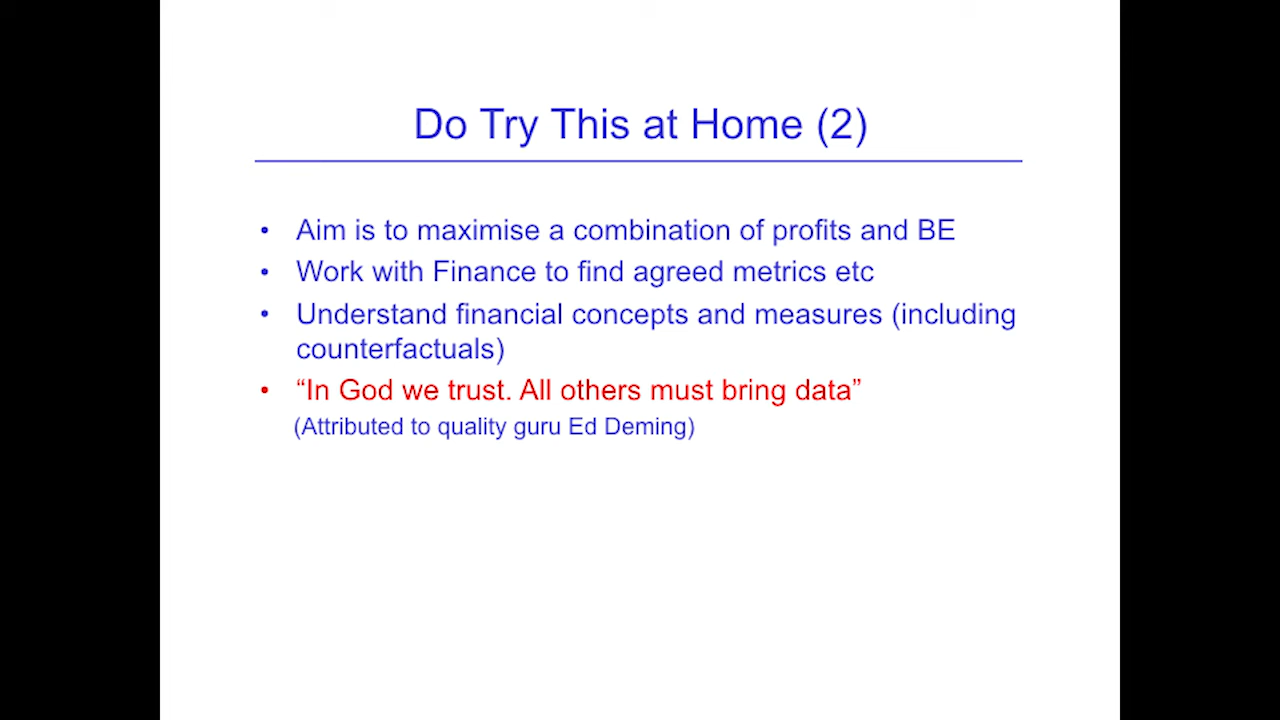 Do Try This at Home (2)
• Aim is to maximise a combination of profits and BE
• Work with Finance to find agreed metrics etc
• Understand financial concepts and measures (including
counterfactuals)
• “In God we trust. All others must bring data”
(Attributed to quality guru Ed Deming)